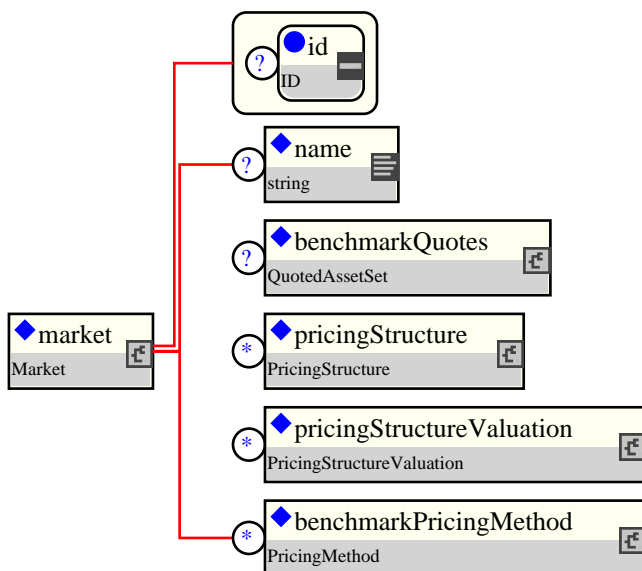 ? id
ID
? name
string
? benchmarkQuotes
QuotedAssetSet
market
Market
* pricingStructure
PricingStructure
* pricingStructureValuation
PricingStructureValuation
* benchmarkPricingMethod
PricingMethod